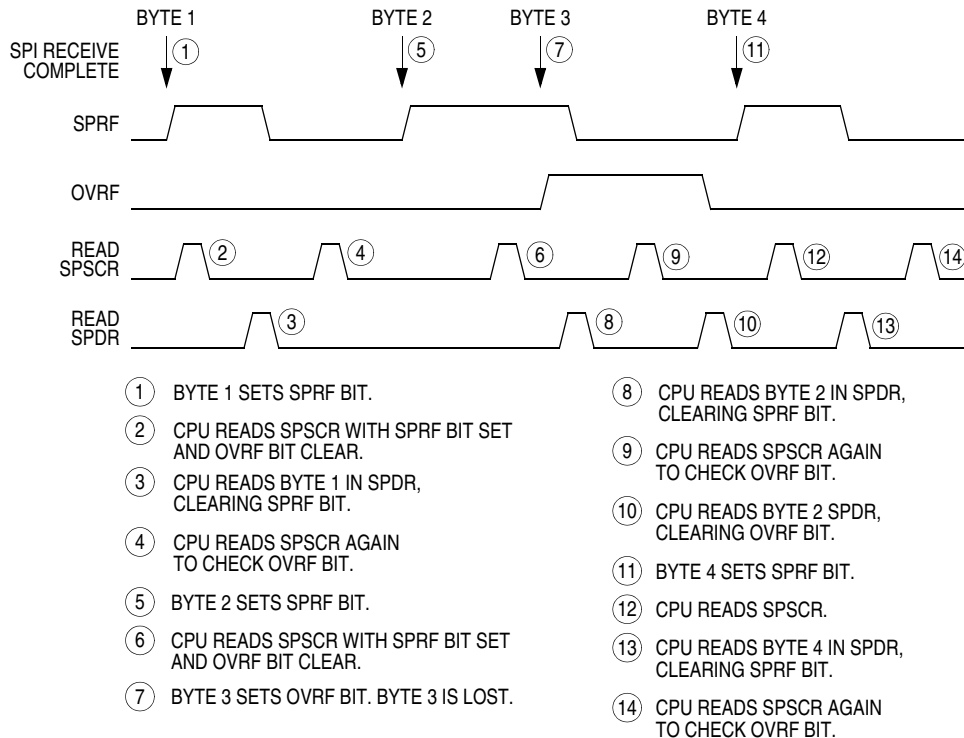 BYTE 1 BYTE 2 BYTE 3 BYTE 4
SPI RECEIVE
COMPLETE
1 5 7 11
SPRF
OVRF
READ
SPSCR
2 4 6 9 12 14
READ
SPDR
3 8 10 13
1 BYTE 1 SETS SPRF BIT.
2 CPU READS SPSCR WITH SPRF BIT SET
AND OVRF BIT CLEAR.
3 CPU READS BYTE 1 IN SPDR,
CLEARING SPRF BIT.
4 CPU READS SPSCR AGAIN
TO CHECK OVRF BIT.
5 BYTE 2 SETS SPRF BIT.
6 CPU READS SPSCR WITH SPRF BIT SET
AND OVRF BIT CLEAR.
7 BYTE 3 SETS OVRF BIT. BYTE 3 IS LOST.
8 CPU READS BYTE 2 IN SPDR,
CLEARING SPRF BIT.
9 CPU READS SPSCR AGAIN
TO CHECK OVRF BIT.
10 CPU READS BYTE 2 SPDR,
CLEARING OVRF BIT.
11 BYTE 4 SETS SPRF BIT.
12 CPU READS SPSCR.
13 CPU READS BYTE 4 IN SPDR,
CLEARING SPRF BIT.
14 CPU READS SPSCR AGAIN
TO CHECK OVRF BIT.